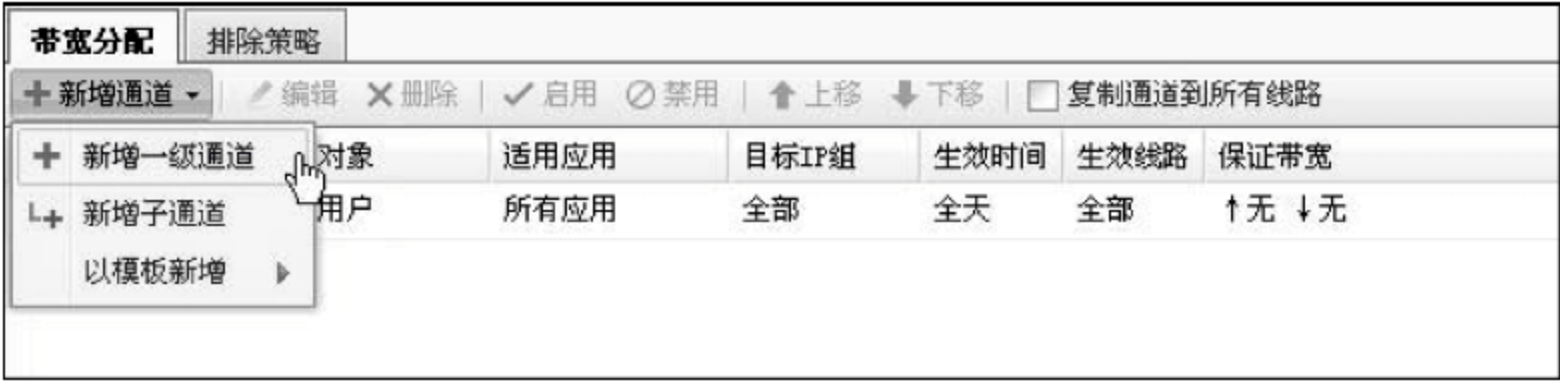 带宽分配 排除策略
新增通道 编辑 删除 启用 禁用 上移 下移 复制通道到所有线路
新增一级通道 对象 适用应用 目标IP组 生效时间 生效线路 保证带宽
新增子通道 用户 所有应用 全部 全天 全部 ↑无 ↓无
以模板新增